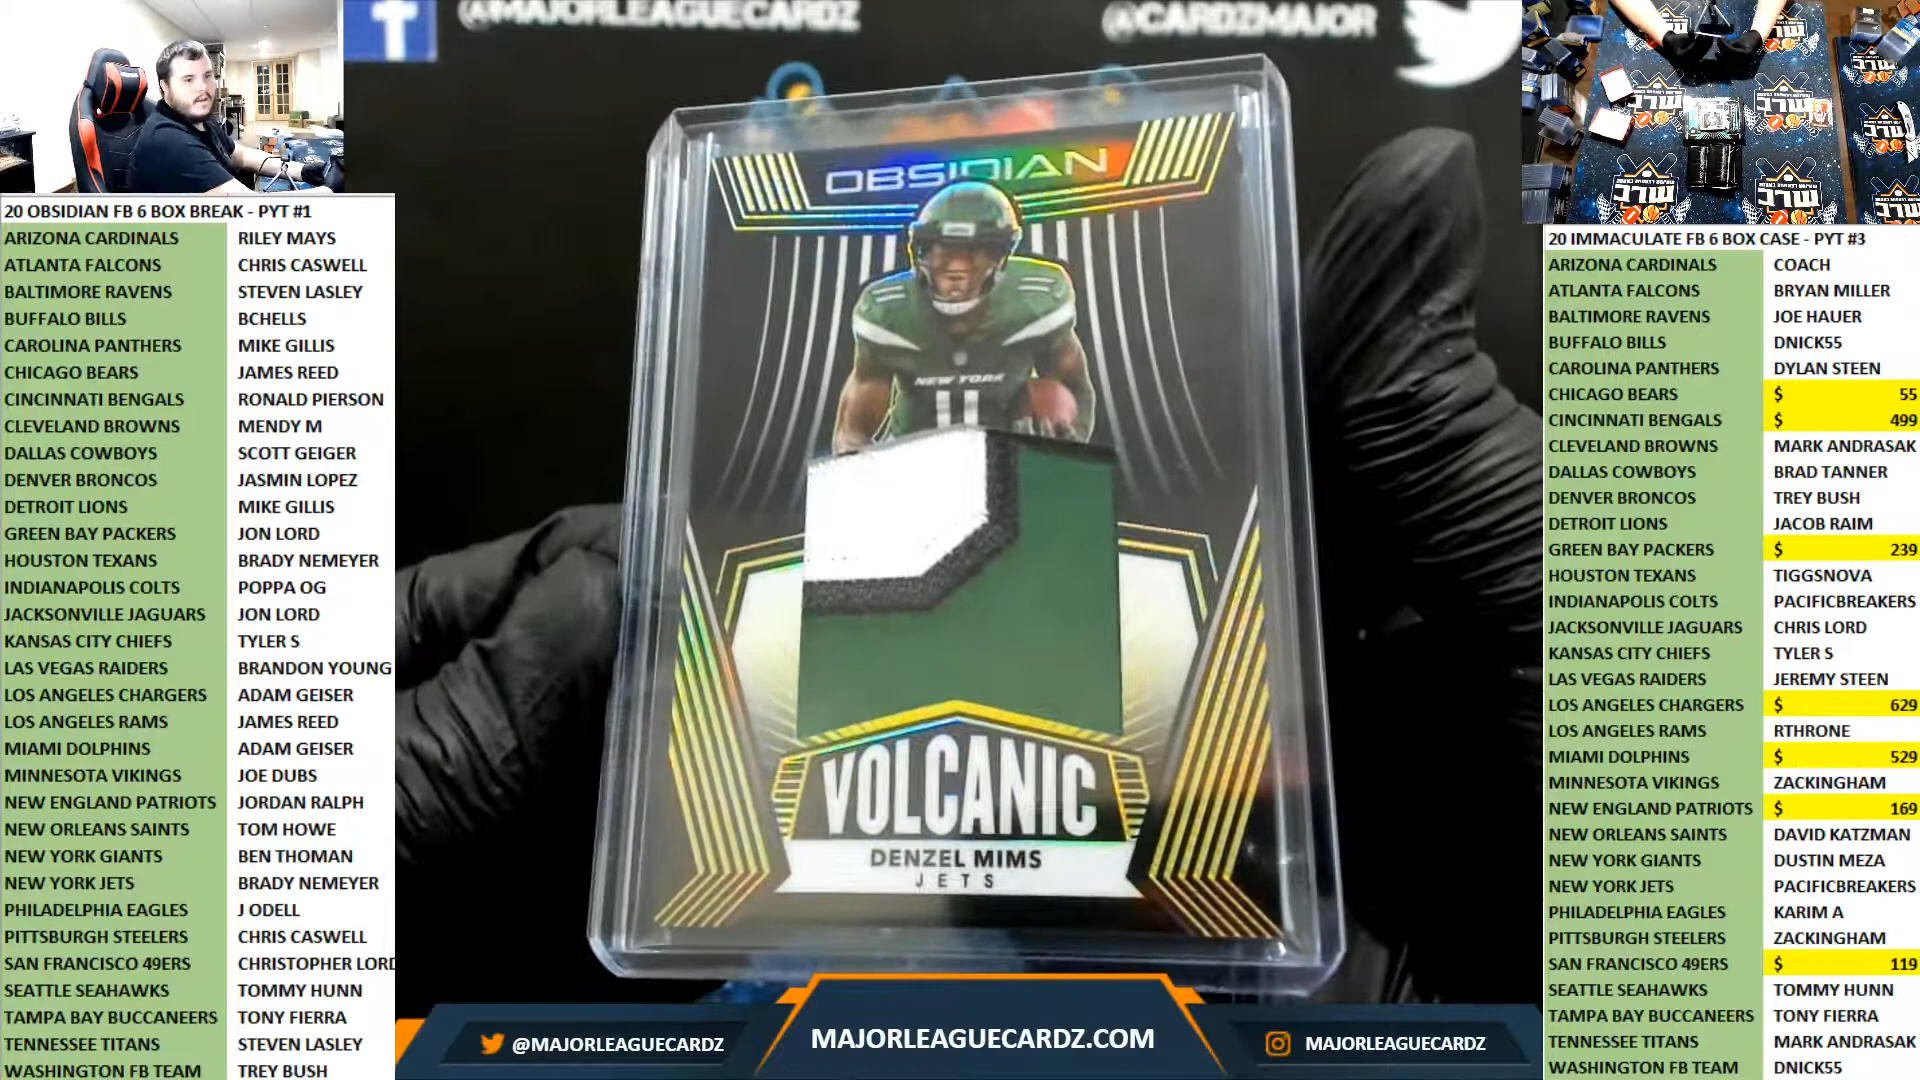 @MAJORLEAGUECARDZ
@CARDZMAJOR
20 OBSIDIAN FB 6 BOX BREAK - PYT #1
ARIZONA CARDINALS RILEY MAYS
ATLANTA FALCONS CHRIS CASWELL
BALTIMORE RAVENS STEVEN LASLEY
BUFFALO BILLS BCHELLS
CAROLINA PANTHERS MIKE GILLIS
CHICAGO BEARS JAMES REED
CINCINNATI BENGALS RONALD PIERSON
CLEVELAND BROWNS MENDY M
DALLAS COWBOYS SCOTT GEIGER
DENVER BRONCOS JASMIN LOPEZ
DETROIT LIONS MIKE GILLIS
GREEN BAY PACKERS JON LORD
HOUSTON TEXANS BRADY NEMEYER
INDIANAPOLIS COLTS POPPA OG
JACKSONVILLE JAGUARS JON LORD
KANSAS CITY CHIEFS TYLER S
LAS VEGAS RAIDERS BRANDON YOUNG
LOS ANGELES CHARGERS ADAM GEISER
LOS ANGELES RAMS JAMES REED
MIAMI DOLPHINS ADAM GEISER
MINNESOTA VIKINGS JOE DUBS
NEW ENGLAND PATRIOTS JORDAN RALPH
NEW ORLEANS SAINTS TOM HOWE
NEW YORK GIANTS BEN THOMAN
NEW YORK JETS BRADY NEMEYER
PHILADELPHIA EAGLES J ODELL
PITTSBURGH STEELERS CHRIS CASWELL
SAN FRANCISCO 49ERS CHRISTOPHER LORD
SEATTLE SEAHAWKS TOMMY HUNN
TAMPA BAY BUCCANEERS TONY FIERRA
TENNESSEE TITANS STEVEN LASLEY
WASHINGTON FB TEAM TREY BUSH
OBSIDIAN
11
NEW YORK
11
VOLCANIC
DENZEL MIMS
JETS
@MAJORLEAGUECARDZ
MAJORLEAGUECARDZ.COM
MAJORLEAGUECARDZ
20 IMMACULATE FB 6 BOX CASE - PYT #3
ARIZONA CARDINALS COACH
ATLANTA FALCONS BRYAN MILLER
BALTIMORE RAVENS JOE HAUER
BUFFALO BILLS DNICK55
CAROLINA PANTHERS DYLAN STEEN
CHICAGO BEARS $ 55
CINCINNATI BENGALS $ 499
CLEVELAND BROWNS MARK ANDRASAK
DALLAS COWBOYS BRAD TANNER
DENVER BRONCOS TREY BUSH
DETROIT LIONS JACOB RAIM
GREEN BAY PACKERS $ 239
HOUSTON TEXANS TIGGSNOVA
INDIANAPOLIS COLTS PACIFICBREAKERS
JACKSONVILLE JAGUARS CHRIS LORD
KANSAS CITY CHIEFS TYLER S
LAS VEGAS RAIDERS JEREMY STEEN
LOS ANGELES CHARGERS $ 629
LOS ANGELES RAMS RTHRONE
MIAMI DOLPHINS $ 529
MINNESOTA VIKINGS ZACKINGHAM
NEW ENGLAND PATRIOTS $ 169
NEW ORLEANS SAINTS DAVID KATZMAN
NEW YORK GIANTS DUSTIN MEZA
NEW YORK JETS PACIFICBREAKERS
PHILADELPHIA EAGLES KARIM A
PITTSBURGH STEELERS ZACKINGHAM
SAN FRANCISCO 49ERS $ 119
SEATTLE SEAHAWKS TOMMY HUNN
TAMPA BAY BUCCANEERS TONY FIERRA
TENNESSEE TITANS MARK ANDRASAK
WASHINGTON FB TEAM DNICK55